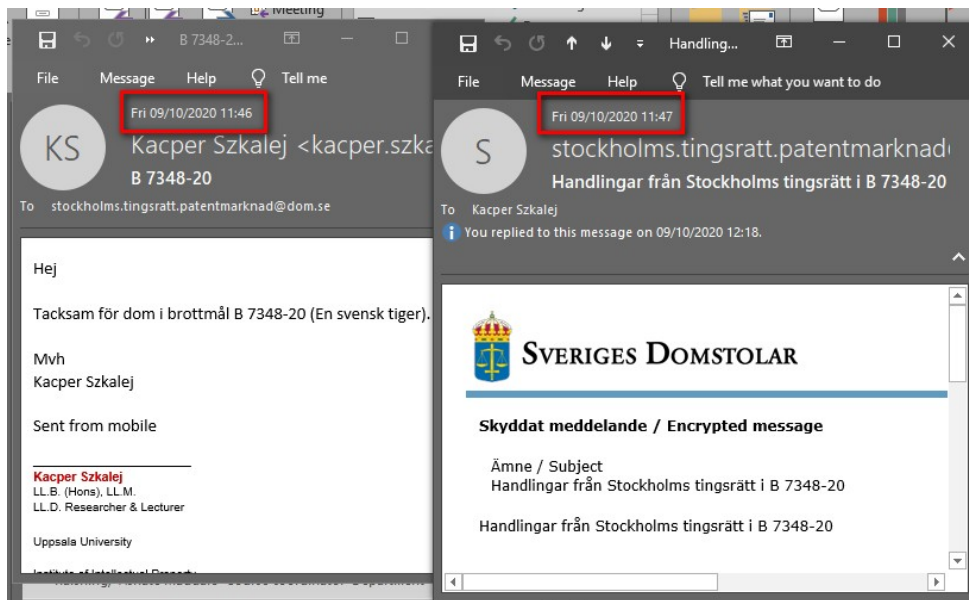 Meeting
B 7348-2...
File Message Help Tell me
Fri 09/10/2020 11:46
KS
Kacper Szkalej <kacper.szka
B 7348-20
To stockholms.tingsratt.patentmarknad@dom.se
Hej
Tacksam för dom i brottmål B 7348-20 (En svensk tiger).
Mvh
Kacper Szkalej
Sent from mobile
Kacper Szkalej
LL.B. (Hons), LL.M.
LL.D. Researcher & Lecturer
Uppsala University
Handling...
File Message Help Tell me what you want to do
Fri 09/10/2020 11:47
S
stockholms.tingsratt.patentmarknad
Handlingar från Stockholms tingsrätt i B 7348-20
To Kacper Szkalej
You replied to this message on 09/10/2020 12:18.
SVERIGES DOMSTOLAR
Skyddat meddelande / Encrypted message
Ämne / Subject
Handlingar från Stockholms tingsrätt i B 7348-20
Handlingar från Stockholms tingsrätt i B 7348-20